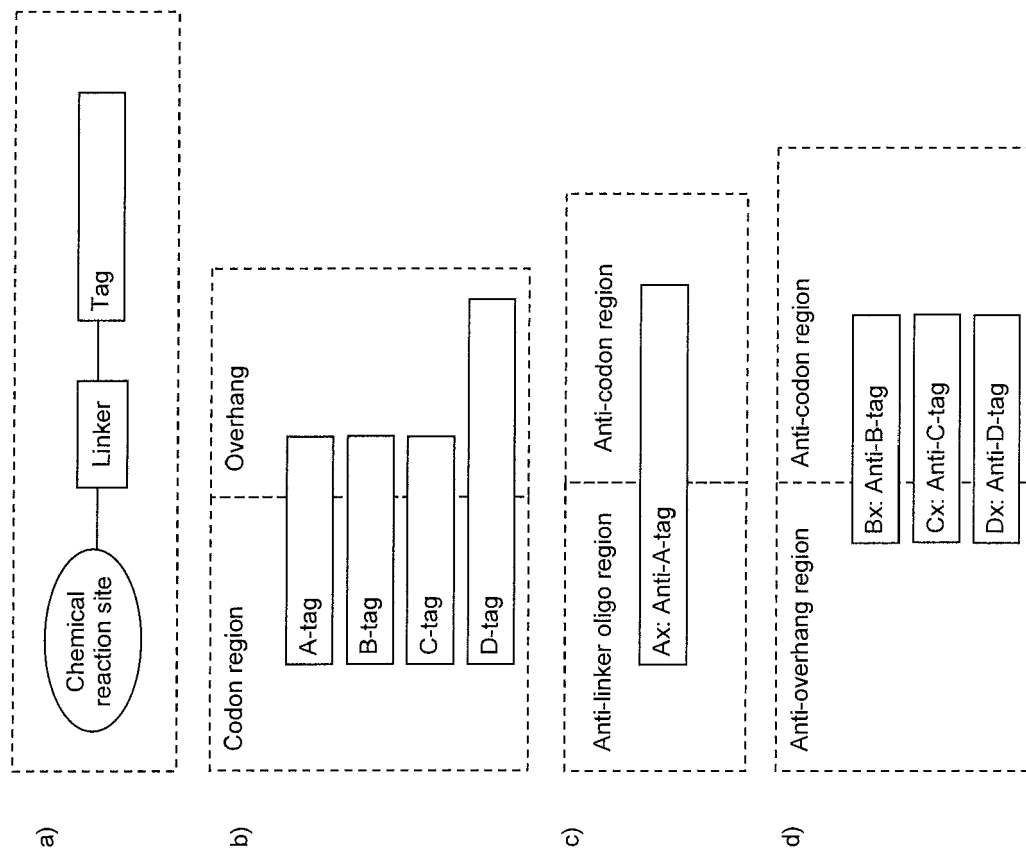 a)
Chemical
reaction site
Linker
Tag
b)
Codon region
Overhang
A-tag
B-tag
C-tag
D-tag
c)
Anti-linker oligo region
Anti-codon region
Ax: Anti-A-tag
d)
Anti-overhang region
Anti-codon region
Bx: Anti-B-tag
Cx: Anti-C-tag
Dx: Anti-D-tag